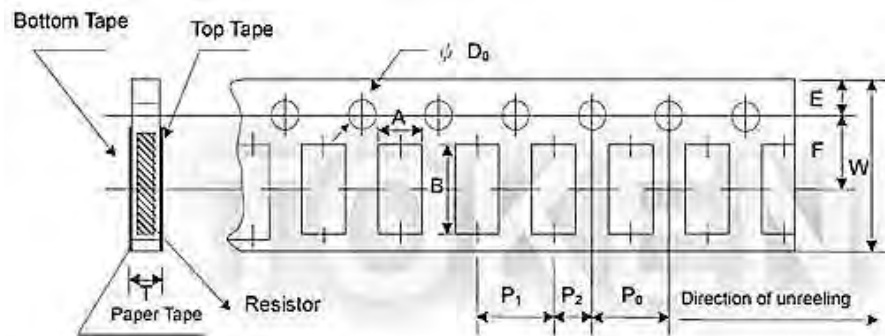 Bottom Tape
Top Tape
ψ D₀
E
A
F
W
B
T
Paper Tape
Resistor
P₁
P₂
P₀
Direction of unreeling